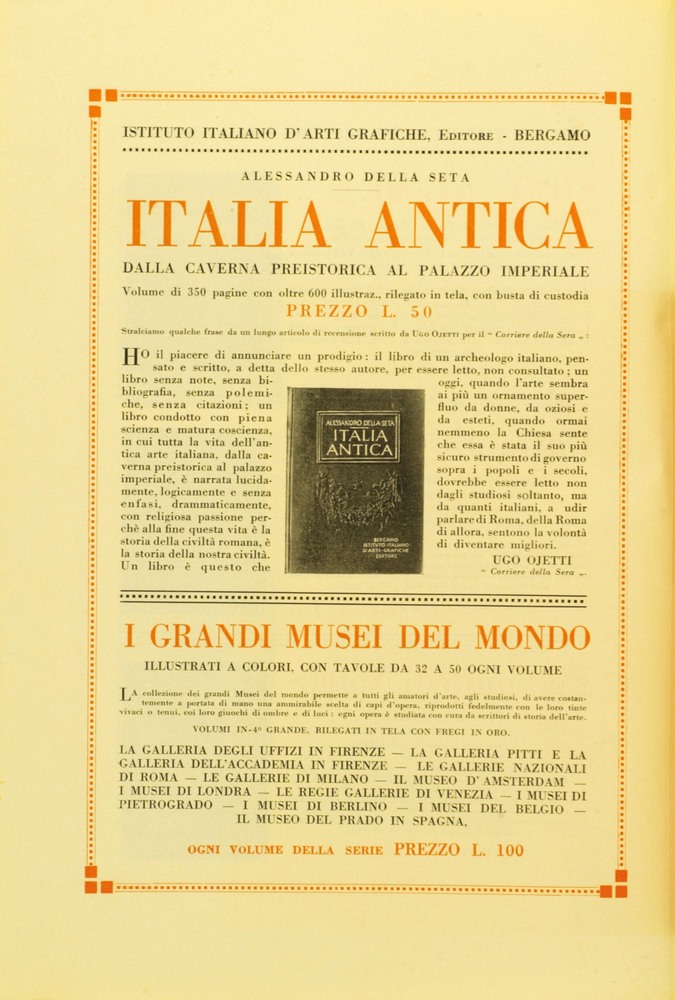 ISTITUTO ITALIANO D'ARTI GRAFICHE, Editore - BERGAMO
ALESSANDRO DELLA SETA
ITALIA ANTICA
DALLA CAVERNA PREISTORICA AL PALAZZO IMPERIALE
Volume di 350 pagine con oltre 600 illustraz., rilegato in tela, con busta di custodia
PREZZO L. 50
Stralciamo qualche frase da un lungo articolo di recensione scritto da Ugo Ojetti per il “ Corriere della Sera „ :
HO il piacere di annunciare un prodigio : il libro di un archeologo italiano, pen-
sato e scritto, a detta dello stesso autore, per essere letto, non consultato ; un
libro senza note, senza bi-
bliografia, senza polemi-
che, senza citazioni ; un
libro condotto con piena
scienza e matura coscienza,
in cui tutta la vita dell'an-
tica arte italiana, dalla ca-
verna preistorica al palazzo
imperiale, è narrata lucida-
mente, logicamente e senza
enfasi, drammaticamente,
con religiosa passione per-
chè alla fine questa vita è la
storia della civiltà romana, è
la storia della nostra civiltà.
Un libro è questo che
ALESSANDRO DELLA SETA
ITALIA
ANTICA
BERGAMO
ISTITUTO ITALIANO
D'ARTI GRAFICHE
EDITORE
oggi, quando l'arte sembra
ai più un ornamento super-
fluo da donne, da oziosi e
da esteti, quando ormai
nemmeno la Chiesa sente
che essa è stata il suo più
sicuro strumento di governo
sopra i popoli e i secoli,
dovrebbe essere letto non
dagli studiosi soltanto, ma
da quanti italiani, a udir
parlare di Roma, della Roma
di allora, sentono la volontà
di diventare migliori.
UGO OJETTI
“ Corriere della Sera „.
I GRANDI MUSEI DEL MONDO
ILLUSTRATI A COLORI, CON TAVOLE DA 32 A 50 OGNI VOLUME
LA collezione dei grandi Musei del mondo permette a tutti gli amatori d'arte, agli studiosi, di avere costan-
temente a portata di mano una ammirabile scelta di capi d'opera, riprodotti fedelmente con le loro tinte
vivaci o tenui, coi loro giuochi di ombre e di luci : ogni opera è studiata con cura da scrittori di storia dell'arte.
VOLUMI IN-4º GRANDE, RILEGATI IN TELA CON FREGI IN ORO.
LA GALLERIA DEGLI UFFIZI IN FIRENZE — LA GALLERIA PITTI E LA
GALLERIA DELL'ACCADEMIA IN FIRENZE — LE GALLERIE NAZIONALI
DI ROMA — LE GALLERIE DI MILANO — IL MUSEO D'AMSTERDAM —
I MUSEI DI LONDRA — LE REGIE GALLERIE DI VENEZIA — I MUSEI DI
PIETROGRADO — I MUSEI DI BERLINO — I MUSEI DEL BELGIO —
IL MUSEO DEL PRADO IN SPAGNA.
OGNI VOLUME DELLA SERIE PREZZO L. 100